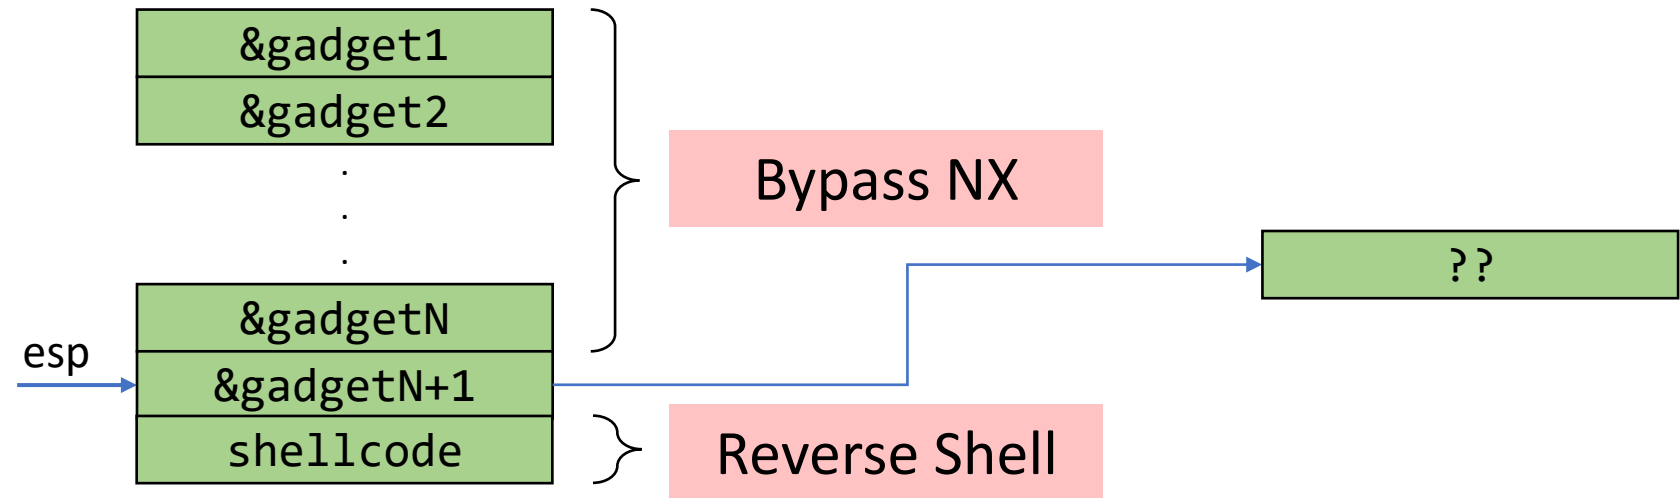 &gadget1
&gadget2
.
.
.
Bypass NX
??
&gadgetN
esp
&gadgetN+1
shellcode
Reverse Shell